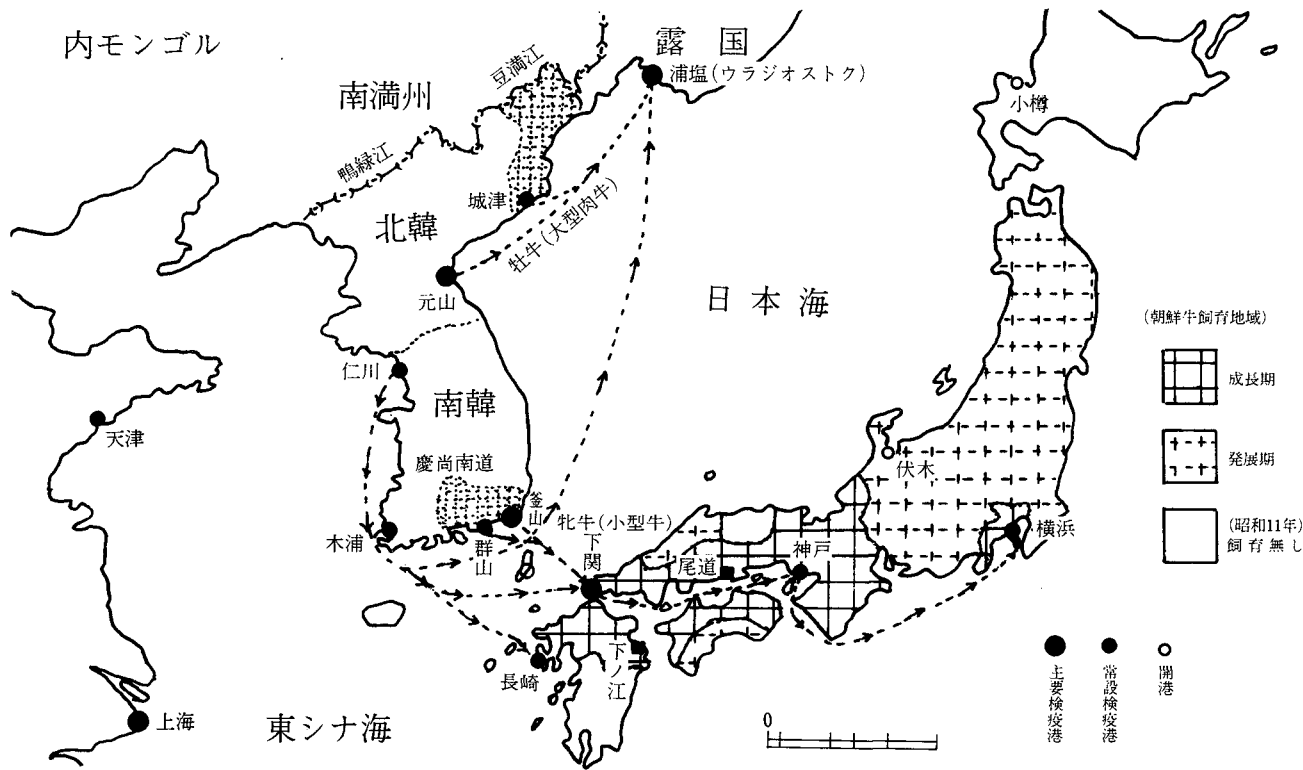 内モンゴル
露国
浦塩(ウラジオストク)
豆満江
南満州
小樽
鴨緑江
城津
北韓
牡牛(大型肉牛)
元山
日本海
(朝鮮牛飼育地域)
成長期
仁川
南韓
天津
発展期
慶尚南道
伏木
釜山
牝牛(小型牛)
(昭和11年)
飼育無し
横浜
木浦
群山
下関
尾道
神戸
下ノ江
長崎
主要検疫港
常設検疫港
開港
上海
東シナ海
0